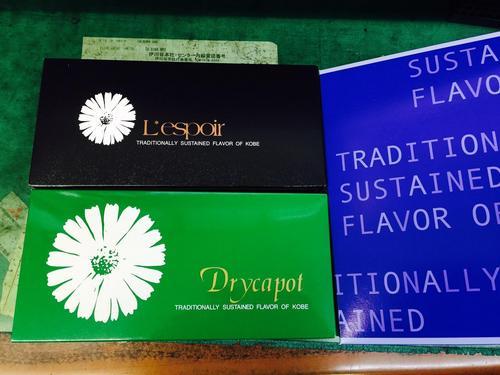 L'espoir
TRADITIONALLY SUSTAINED FLAVOR OF KOBE
Drycapot
TRADITIONALLY SUSTAINED FLAVOR OF KOBE
SUSTA
FLAVO
TRADITION
SUSTAINED
FLAVOR OF
ITIONALLY
AINED